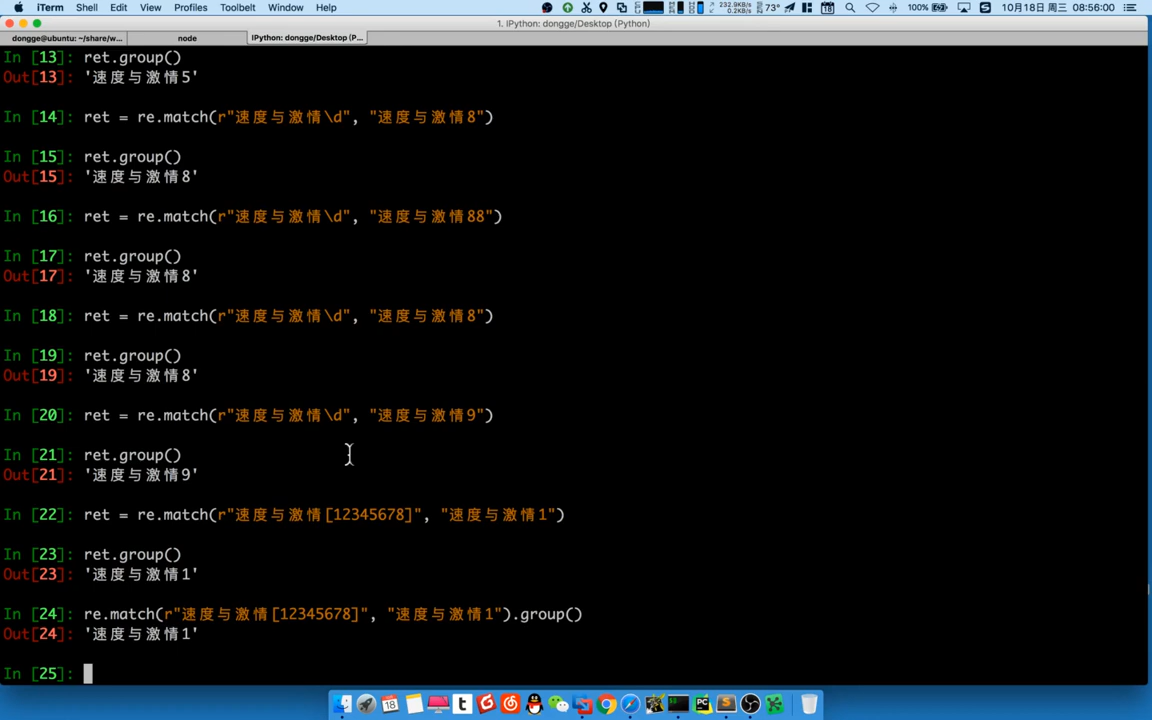 iTerm Shell Edit View Profiles Toolbelt Window Help 232.9KB/s 0.2KB/s 73° 18 100% 10月18日 周三 08:56:00
1. IPython: dongge/Desktop (Python)
dongge@ubuntu: ~/share/w... node IPython: dongge/Desktop (P...
In [13]: ret.group()
Out[13]: '速度与激情5'
In [14]: ret = re.match(r"速度与激情\d", "速度与激情8")
In [15]: ret.group()
Out[15]: '速度与激情8'
In [16]: ret = re.match(r"速度与激情\d", "速度与激情88")
In [17]: ret.group()
Out[17]: '速度与激情8'
In [18]: ret = re.match(r"速度与激情\d", "速度与激情8")
In [19]: ret.group()
Out[19]: '速度与激情8'
In [20]: ret = re.match(r"速度与激情\d", "速度与激情9")
In [21]: ret.group()
Out[21]: '速度与激情9'
In [22]: ret = re.match(r"速度与激情[12345678]", "速度与激情1")
In [23]: ret.group()
Out[23]: '速度与激情1'
In [24]: re.match(r"速度与激情[12345678]", "速度与激情1").group()
Out[24]: '速度与激情1'
In [25]: